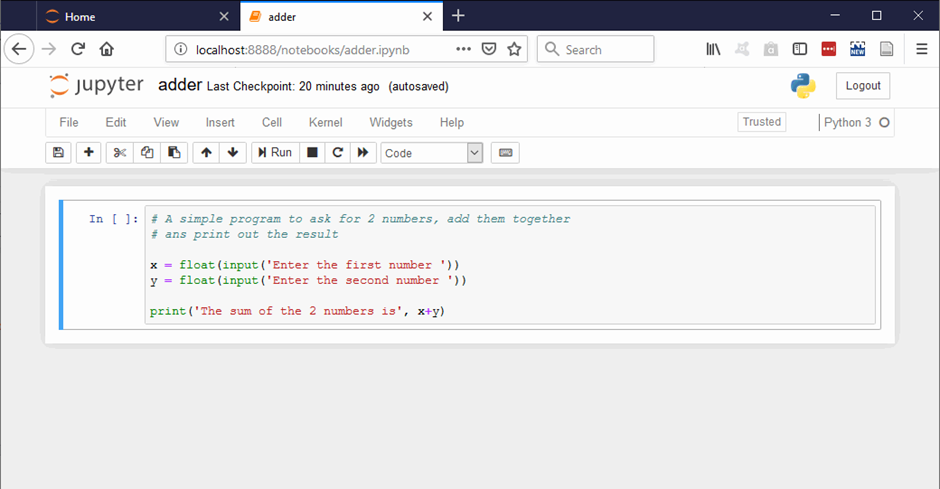 Home
adder
localhost:8888/notebooks/adder.ipynb
Search
NEW
jupyter adder Last Checkpoint: 20 minutes ago (autosaved)
Logout
File Edit View Insert Cell Kernel Widgets Help
Trusted
Python 3
Run
Code
In [ ]: # A simple program to ask for 2 numbers, add them together
# ans print out the result
x = float(input('Enter the first number '))
y = float(input('Enter the second number '))
print('The sum of the 2 numbers is', x+y)